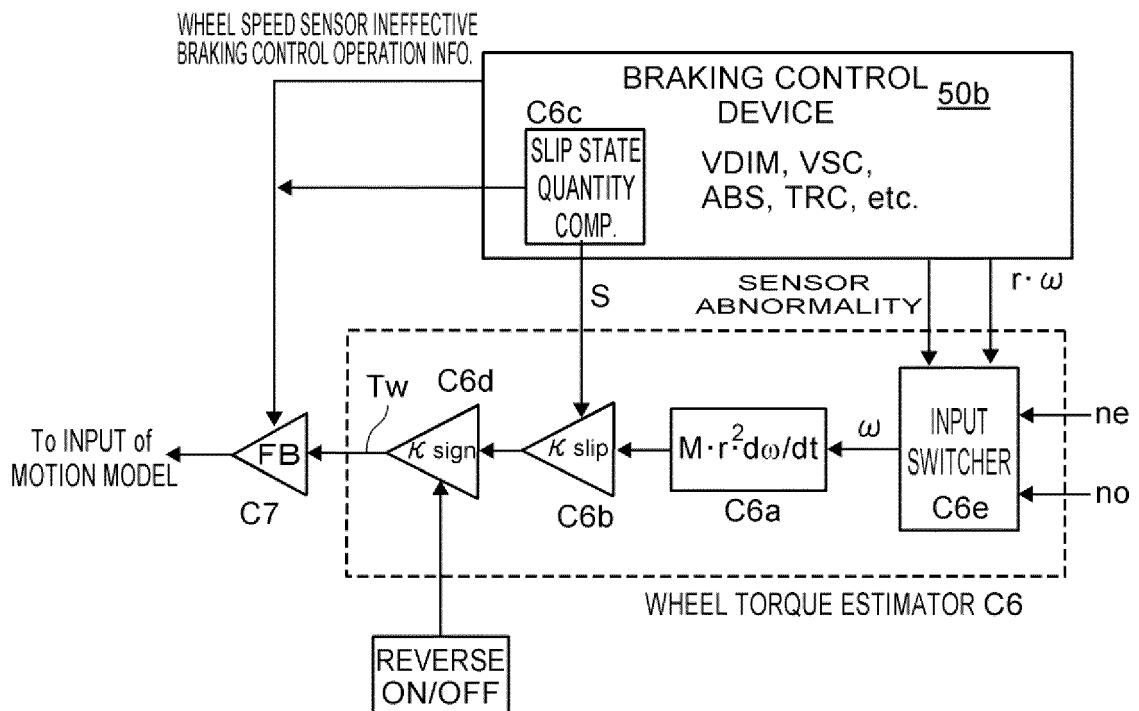 WHEEL SPEED SENSOR INEFFECTIVE
BRAKING CONTROL OPERATION INFO.
BRAKING CONTROL
DEVICE
50b
VDIM, VSC,
ABS, TRC, etc.
C6c
SLIP STATE
QUANTITY
COMP.
S
SENSOR
ABNORMALITY
r·ω
Tw
C6d
To INPUT of
MOTION MODEL
FB
C7
κ sign
κ slip
C6b
M·r²·dω/dt
C6a
ω
INPUT
SWITCHER
C6e
ne
no
WHEEL TORQUE ESTIMATOR C6
REVERSE
ON/OFF